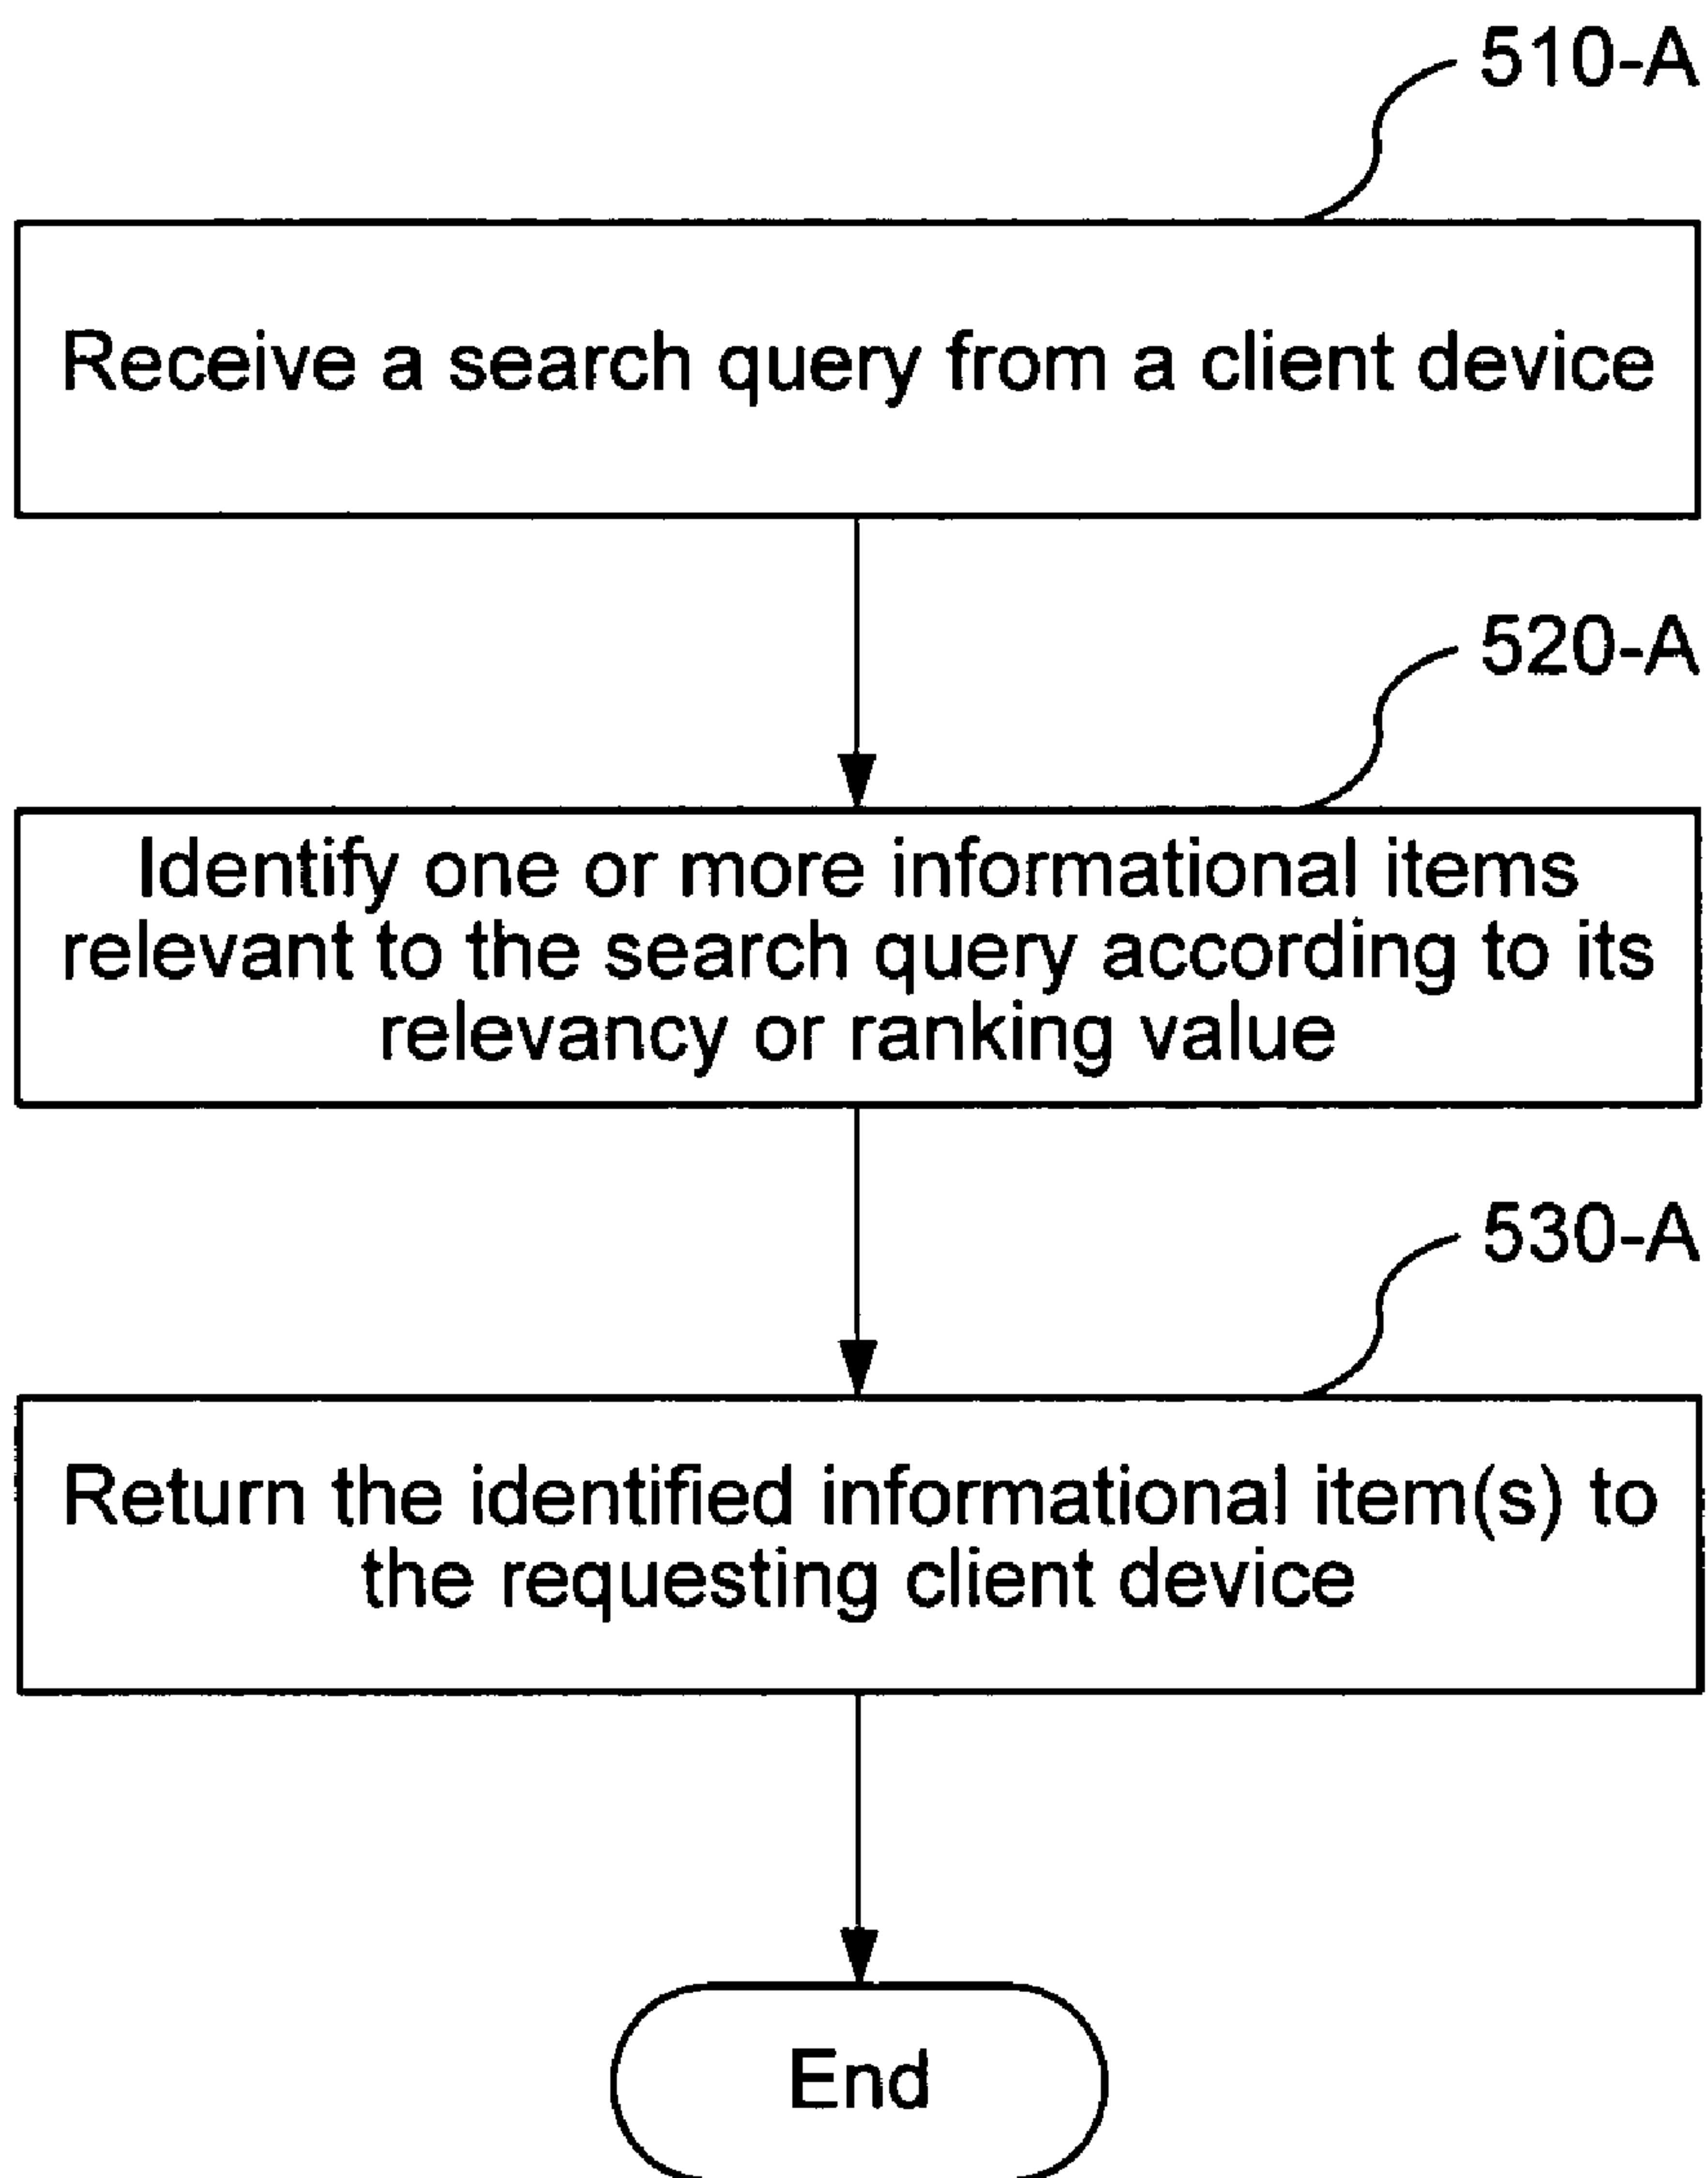 510-A
Receive a search query from a client device
520-A
Identify one or more informational items
relevant to the search query according to its
relevancy or ranking value
530-A
Return the identified informational item(s) to
the requesting client device
End